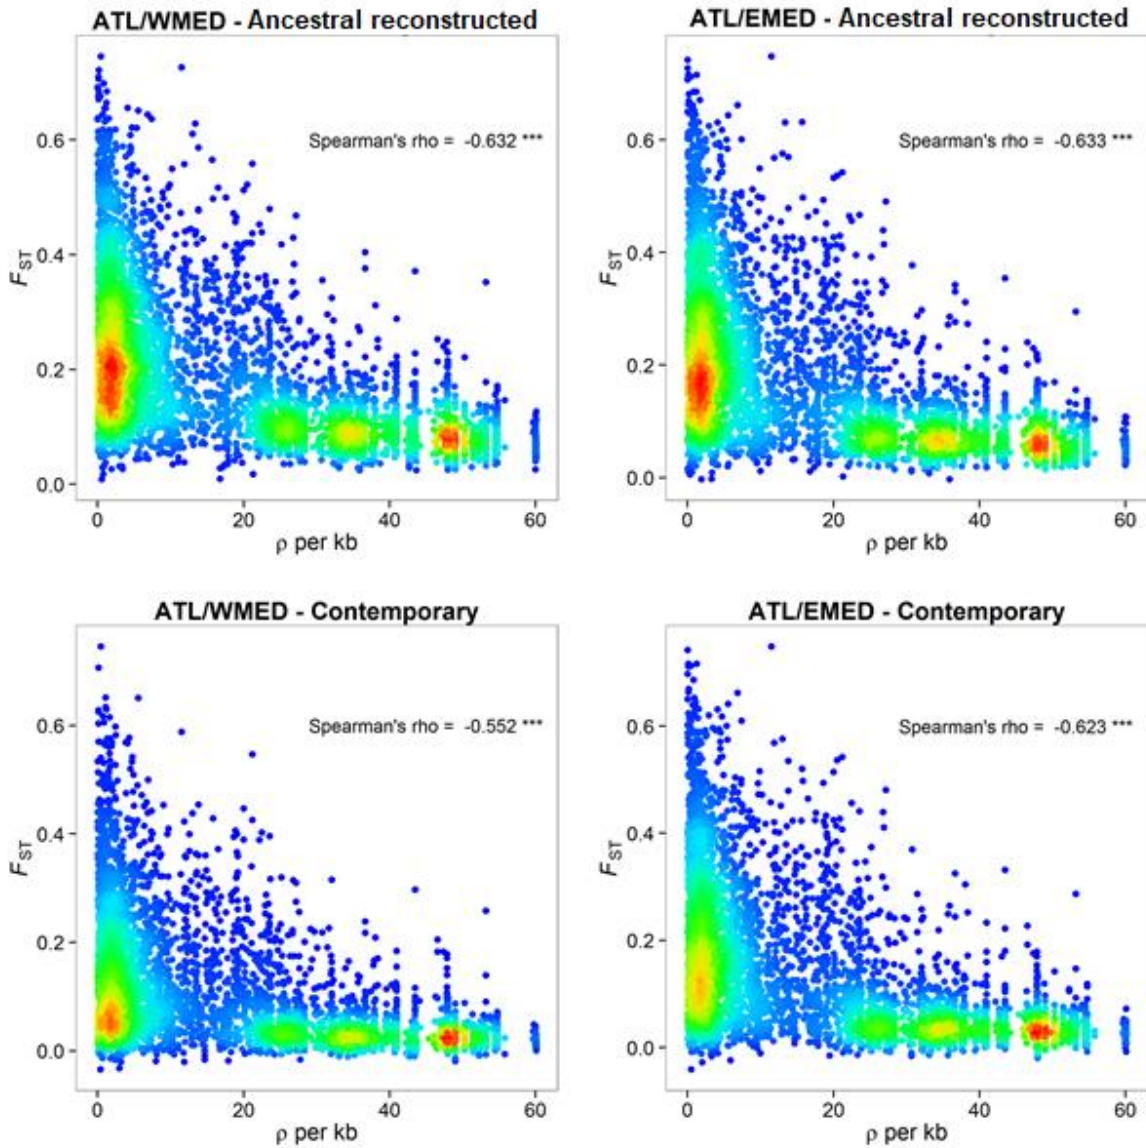 ATL/WMED - Ancestral reconstructed
Spearman's rho = -0.632 ***
FST
0.6
0.4
0.2
0.0
0 20 40 60
ρ per kb
ATL/EMED - Ancestral reconstructed
Spearman's rho = -0.633 ***
FST
0.6
0.4
0.2
0.0
0 20 40 60
ρ per kb
ATL/WMED - Contemporary
Spearman's rho = -0.552 ***
FST
0.6
0.4
0.2
0.0
0 20 40 60
ρ per kb
ATL/EMED - Contemporary
Spearman's rho = -0.623 ***
FST
0.6
0.4
0.2
0.0
0 20 40 60
ρ per kb